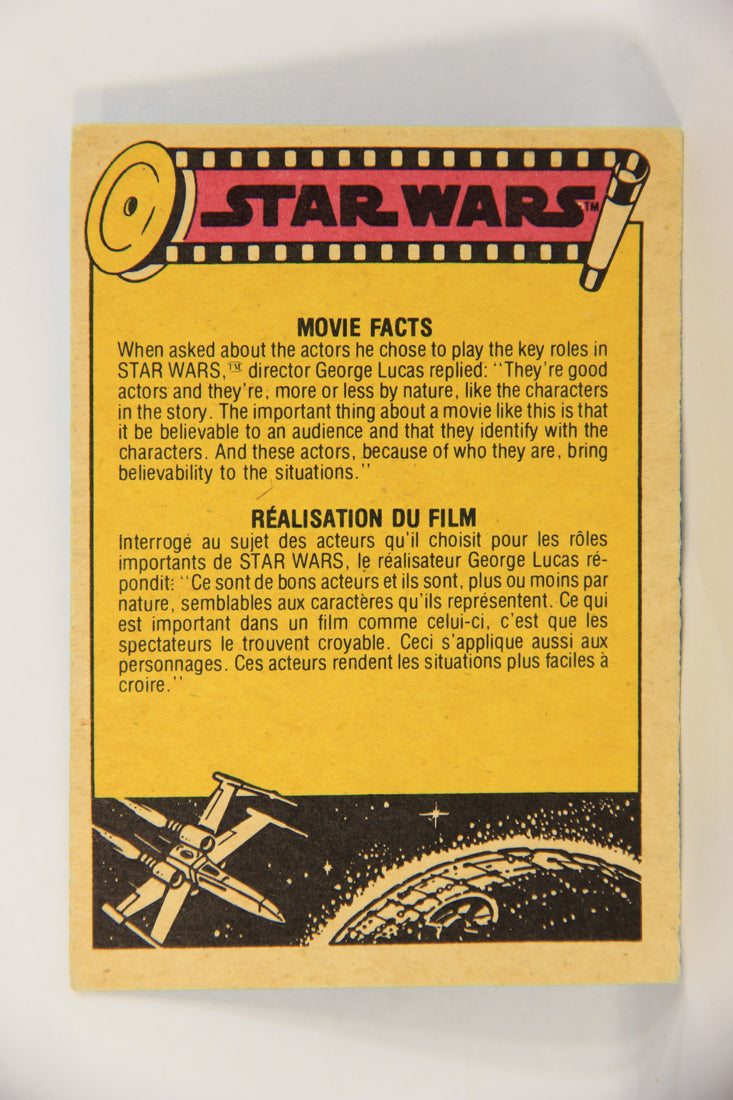 STAR WARS™
MOVIE FACTS
When asked about the actors he chose to play the key roles in
STAR WARS,™ director George Lucas replied: ‘‘They're good
actors and they're, more or less by nature, like the characters
in the story. The important thing about a movie like this is that
it be believable to an audience and that they identify with the
characters. And these actors, because of who they are, bring
believability to the situations.’’
RÉALISATION DU FILM
Interrogé au sujet des acteurs qu'il choisit pour les rôles
importants de STAR WARS, le réalisateur George Lucas ré-
pondit: ‘‘Ce sont de bons acteurs et ils sont, plus ou moins par
nature, semblables aux caractères qu'ils représentent. Ce qui
est important dans un film comme celui-ci, c'est que les
spectateurs le trouvent croyable. Ceci s'applique aussi aux
personnages. Ces acteurs rendent les situations plus faciles à
croire.’’